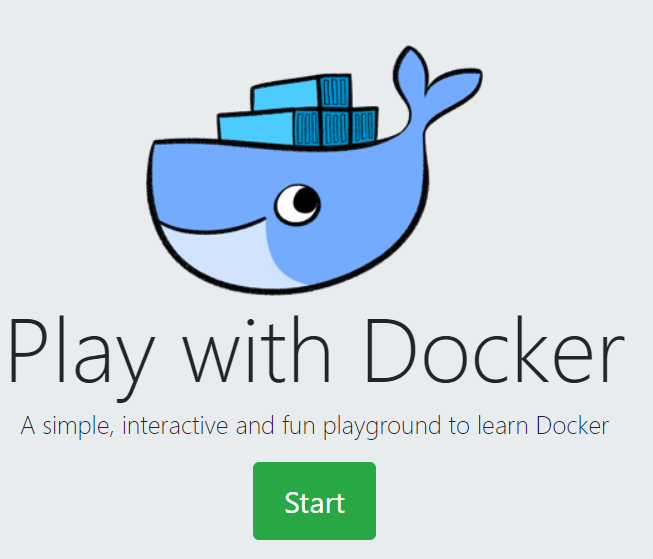 Play with Docker
A simple, interactive and fun playground to learn Docker
Start